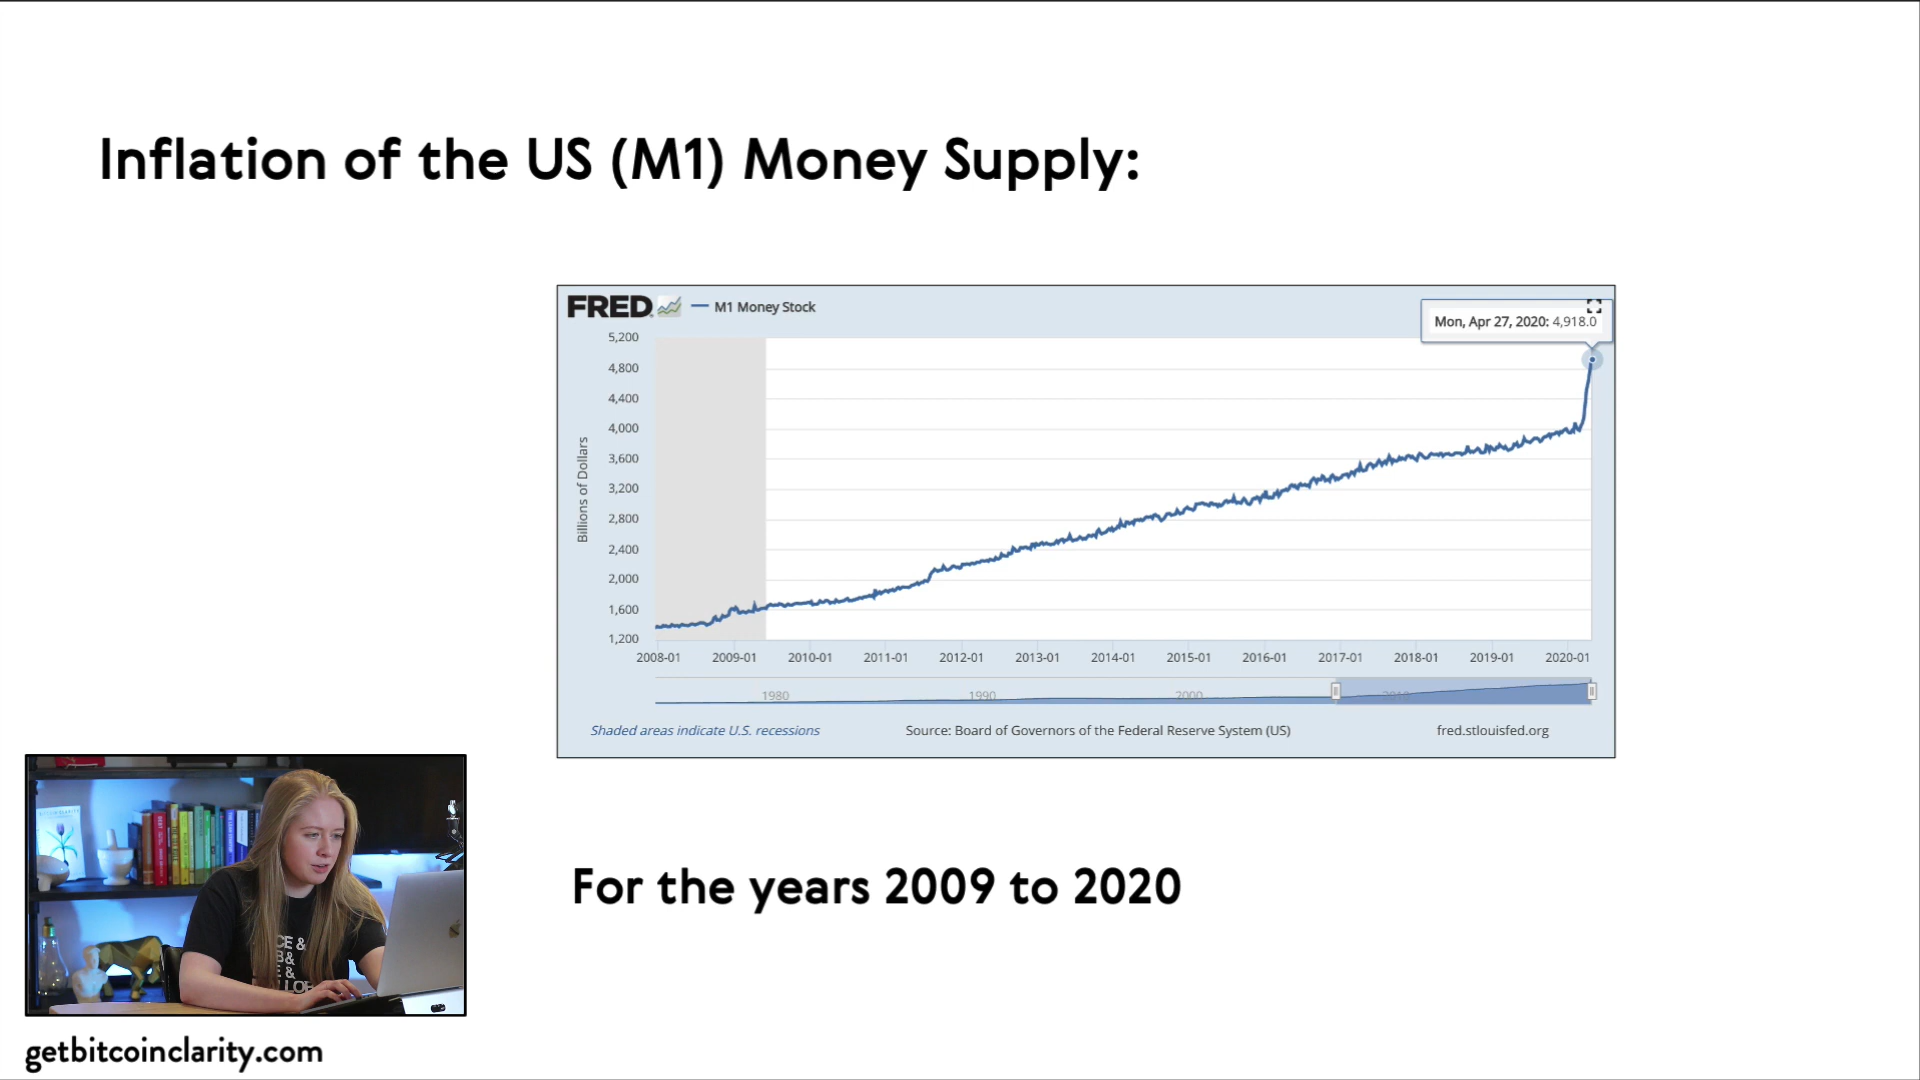 Inflation of the US (M1) Money Supply:
FRED
M1 Money Stock
Mon, Apr 27, 2020: 4,918.0
5,200
4,800
4,400
4,000
3,600
3,200
2,800
2,400
2,000
1,600
1,200
Billions of Dollars
2008-01 2009-01 2010-01 2011-01 2012-01 2013-01 2014-01 2015-01 2016-01 2017-01 2018-01 2019-01 2020-01
1980 1990 2000 2010
Shaded areas indicate U.S. recessions
Source: Board of Governors of the Federal Reserve System (US)
fred.stlouisfed.org
For the years 2009 to 2020
getbitcoinclarity.com